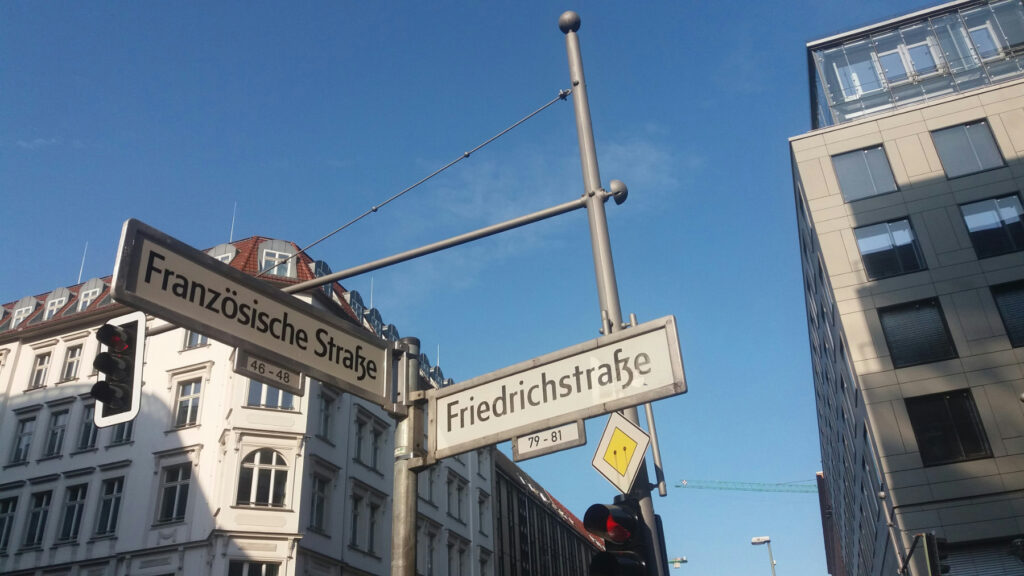 Französische Straße
46 - 48
Friedrichstraße
79 - 81